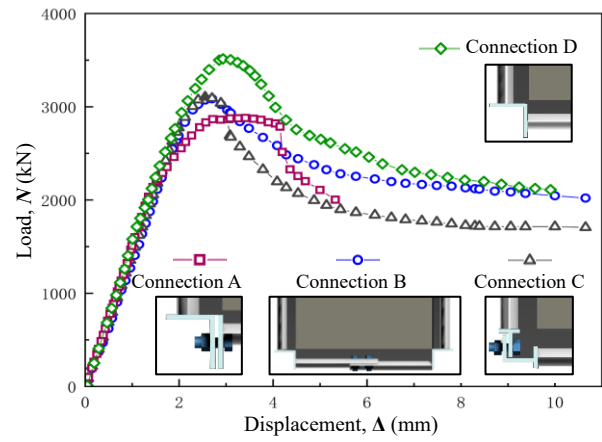 4000
3000
2000
1000
0
Load, N (kN)
Connection D
Connection A
Connection B
Connection C
0 2 4 6 8 10
Displacement, Δ (mm)